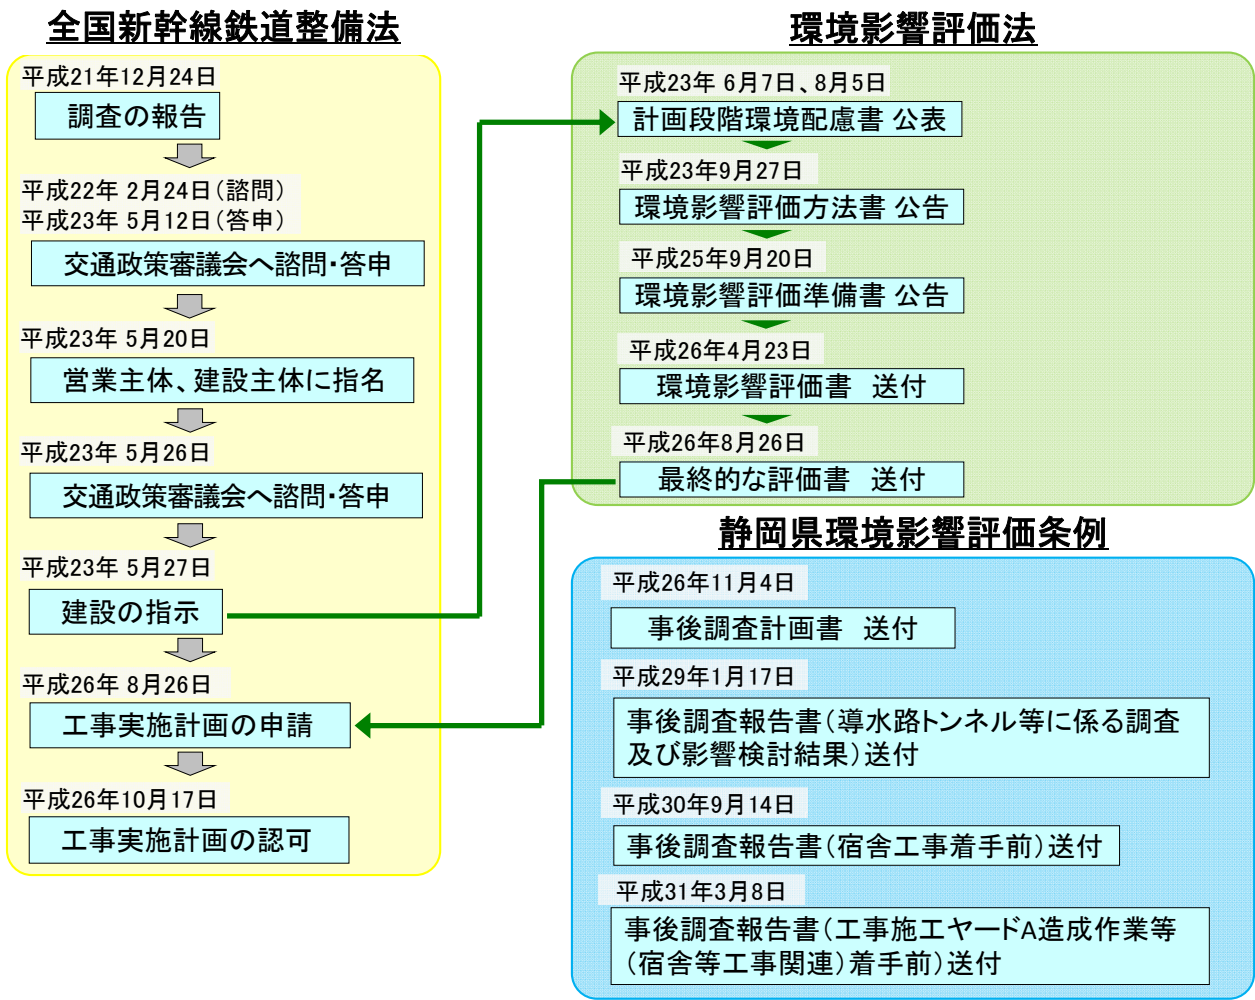 全国新幹線鉄道整備法
平成21年12月24日
調査の報告
平成22年 2月24日（諮問）
平成23年 5月12日（答申）
交通政策審議会へ諮問・答申
平成23年 5月20日
営業主体、建設主体に指名
平成23年 5月26日
交通政策審議会へ諮問・答申
平成23年 5月27日
建設の指示
平成26年 8月26日
工事実施計画の申請
平成26年10月17日
工事実施計画の認可
環境影響評価法
平成23年 6月7日、8月5日
計画段階環境配慮書 公表
平成23年9月27日
環境影響評価方法書 公告
平成25年9月20日
環境影響評価準備書 公告
平成26年4月23日
環境影響評価書　送付
平成26年8月26日
最終的な評価書　送付
静岡県環境影響評価条例
平成26年11月4日
事後調査計画書　送付
平成29年1月17日
事後調査報告書（導水路トンネル等に係る調査
及び影響検討結果）送付
平成30年9月14日
事後調査報告書（宿舎工事着手前）送付
平成31年3月8日
事後調査報告書（工事施工ヤードA造成作業等
（宿舎等工事関連）着手前）送付